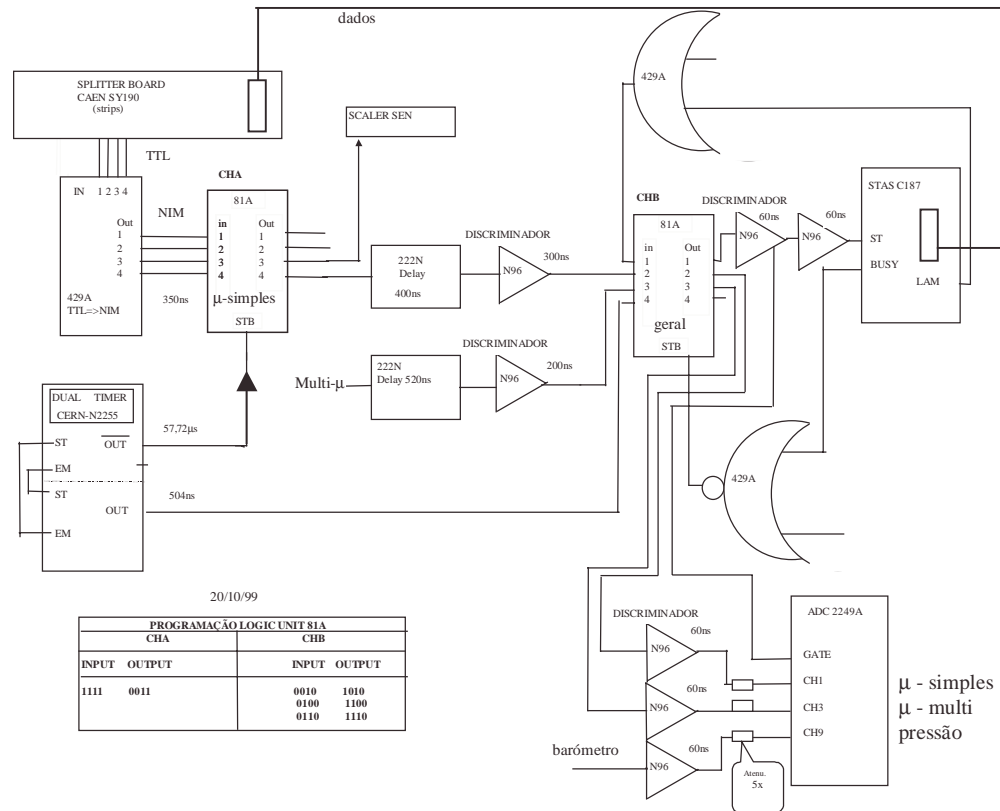 dados
SPLITTER BOARD
CAEN SY190
(strips)
TTL
IN 1 2 3 4
Out
1
2
3
4
429A
TTL=>NIM
NIM
350ns
CHA
81A
in Out
1 1
2 2
3 3
4 4
μ-simples
STB
SCALER SEN
222N
Delay
400ns
DISCRIMINADOR
N96
300ns
Multi-μ
222N
Delay 520ns
DISCRIMINADOR
N96
200ns
429A
CHB
81A
in Out
1 1
2 2
3 3
4 4
geral
STB
DISCRIMINADOR
60ns
N96
60ns
N96
STAS C187
ST
BUSY
LAM
DUAL TIMER
CERN-N2255
ST OUT
EM
ST
OUT
EM
57,72μs
504ns
429A
20/10/99
PROGRAMAÇÃO LOGIC UNIT 81A
CHA CHB
INPUT OUTPUT INPUT OUTPUT
1111 0011 0010 1010
0100 1100
0110 1110
DISCRIMINADOR
60ns
N96
60ns
N96
barómetro
60ns
N96
Atenu.
5x
ADC 2249A
GATE
CH1
CH3
CH9
μ - simples
μ - multi
pressão